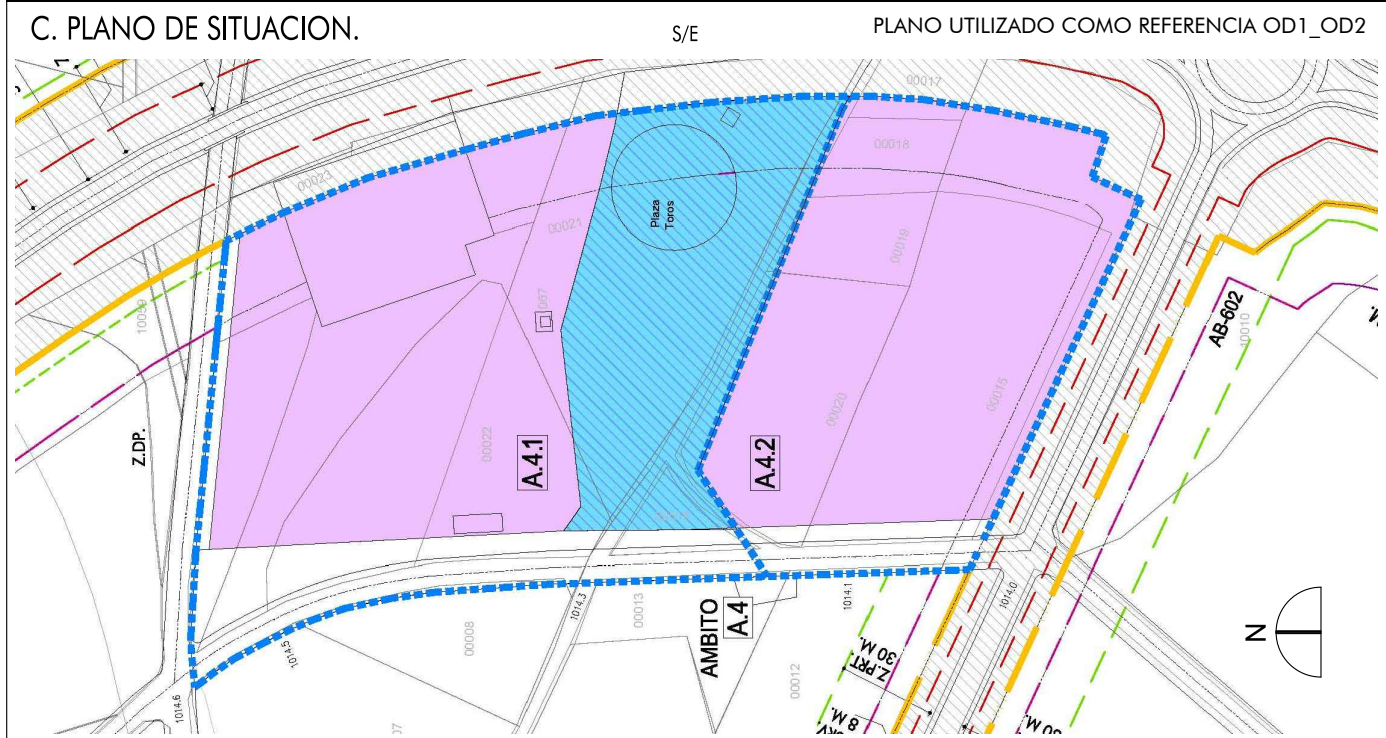 C. PLANO DE SITUACION.
S/E
PLANO UTILIZADO COMO REFERENCIA OD1_OD2
00017
00018
00023
00021
Plaza
Toros
00019
10039
067
AB-602
10010
Z.DP.
00022
A.4.1
A.4.2
00020
00015
1014.3
00013
AMBITO
A.4
1014.1
1014.0
00008
1014.5
00012
Z.PRT.
30 M.
1014.6
8 M.
N